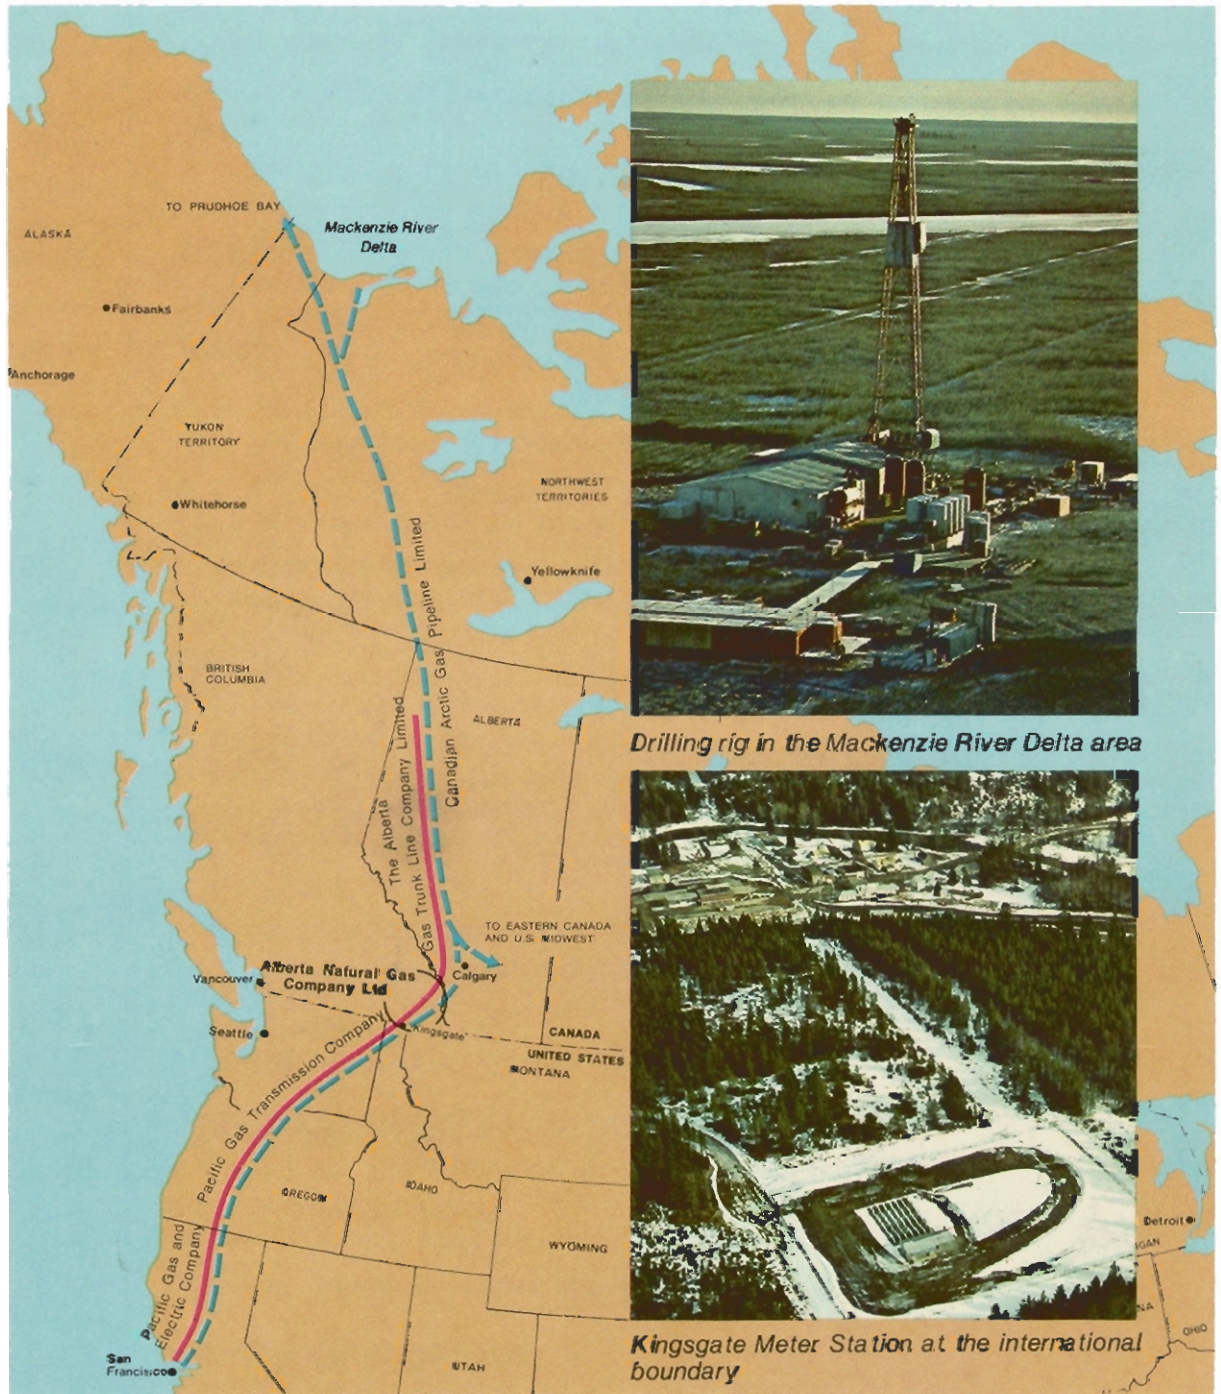 TO PRUDHOE BAY
Mackenzie River
Delta
ALASKA
Fairbanks
Anchorage
YUKON
TERRITORY
Whitehorse
NORTHWEST
TERRITORIES
Yellowknife
Canadian Arctic Gas Pipeline Limited
BRITISH
COLUMBIA
ALBERTA
The Alberta
Gas Trunk Line Company Limited
TO EASTERN CANADA
AND U.S. MIDWEST
Calgary
Vancouver
Alberta Natural Gas
Company Ltd
Seattle
Kingsgate
CANADA
UNITED STATES
MONTANA
Pacific Gas Transmission Company
OREGON
IDAHO
WYOMING
Pacific Gas and
Electric Company
San
Francisico
UTAH
Drilling rig in the Mackenzie River Delta area
Kingsgate Meter Station at the international
boundary
Detroit
OHIO